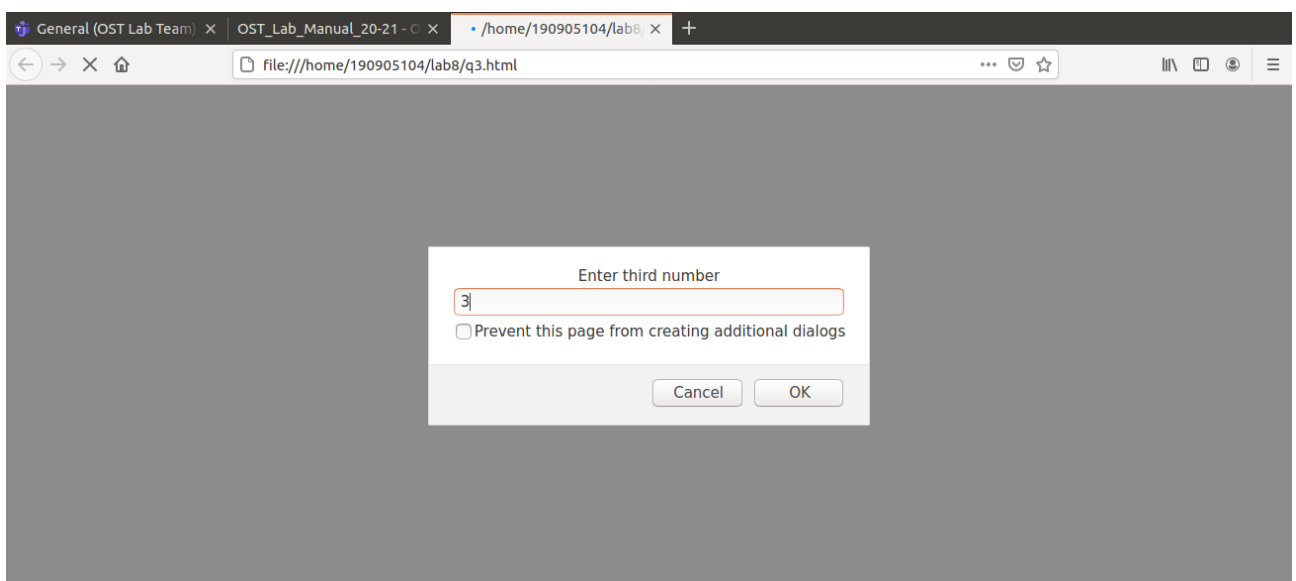 General (OST Lab Team) OST_Lab_Manual_20-21 - O • /home/190905104/lab8/
file:///home/190905104/lab8/q3.html
Enter third number
3
Prevent this page from creating additional dialogs
Cancel OK